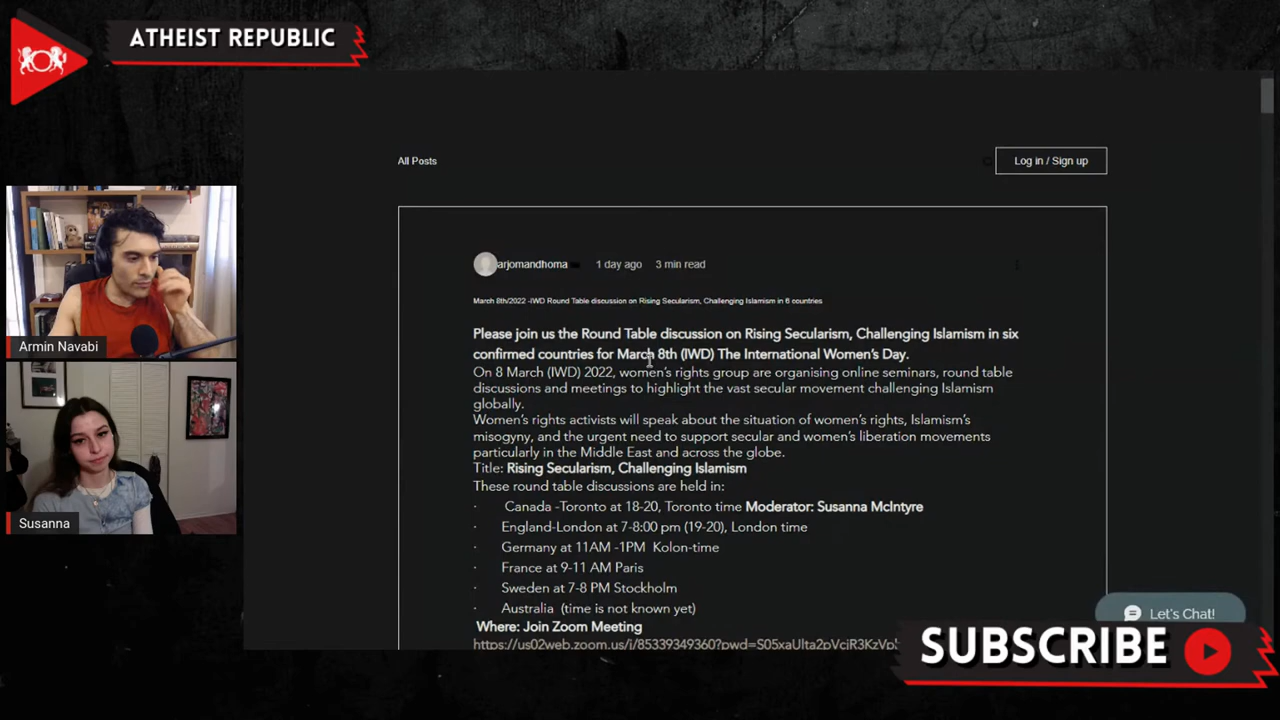 ATHEIST REPUBLIC
All Posts
Log in / Sign up
arjomandhoma
1 day ago 3 min read
March 8th/2022 -IWD Round Table discussion on Rising Secularism, Challenging Islamism in 6 countries
Please join us the Round Table discussion on Rising Secularism, Challenging Islamism in six
confirmed countries for March 8th (IWD) The International Women's Day.
On 8 March (IWD) 2022, women's rights group are organising online seminars, round table
discussions and meetings to highlight the vast secular movement challenging Islamism
globally.
Women's rights activists will speak about the situation of women's rights, Islamism's
misogyny, and the urgent need to support secular and women's liberation movements
particularly in the Middle East and across the globe.
Title: Rising Secularism, Challenging Islamism
These round table discussions are held in:
· Canada -Toronto at 18-20, Toronto time Moderator: Susanna McIntyre
· England-London at 7-8:00 pm (19-20), London time
· Germany at 11AM -1PM Kolon-time
· France at 9-11 AM Paris
· Sweden at 7-8 PM Stockholm
· Australia (time is not known yet)
Where: Join Zoom Meeting
Armin Navabi
Susanna
Let's Chat!
SUBSCRIBE